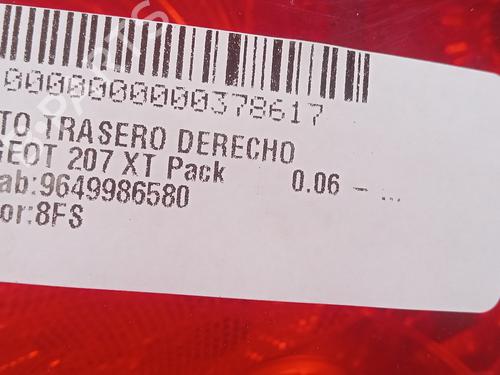 0000000000378617
TO TRASERO DERECHO
GEOT 207 XT Pack 0.06 - ...
ab:9649986580
or:8FS